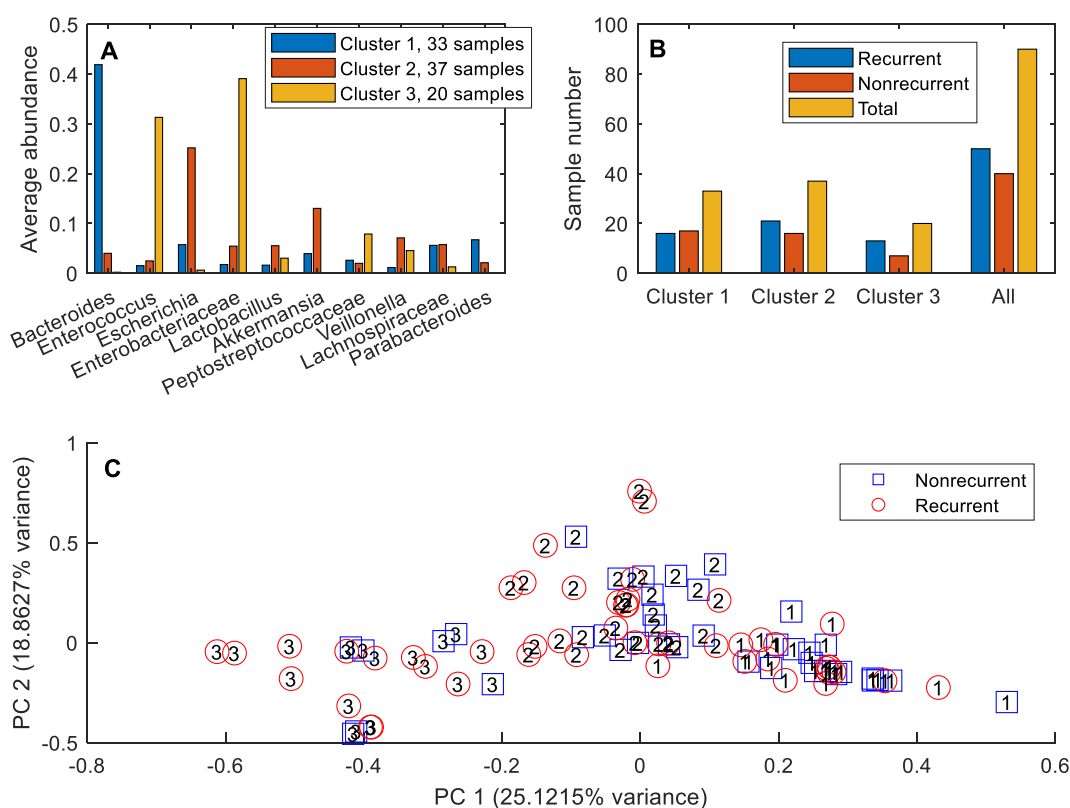 A
Cluster 1, 33 samples
Cluster 2, 37 samples
Cluster 3, 20 samples
Average abundance
0.5
0.4
0.3
0.2
0.1
0
Bacteroides
Enterococcus
Escherichia
Enterobacteriaceae
Lactobacillus
Akkermansia
Peptostreptococcaceae
Veillonella
Lachnospiraceae
Parabacteroides
B
Recurrent
Nonrecurrent
Total
Sample number
100
80
60
40
20
0
Cluster 1
Cluster 2
Cluster 3
All
C
Nonrecurrent
Recurrent
PC 2 (18.8627% variance)
1
0.5
0
-0.5
-0.8
-0.6
-0.4
-0.2
0
0.2
0.4
0.6
PC 1 (25.1215% variance)